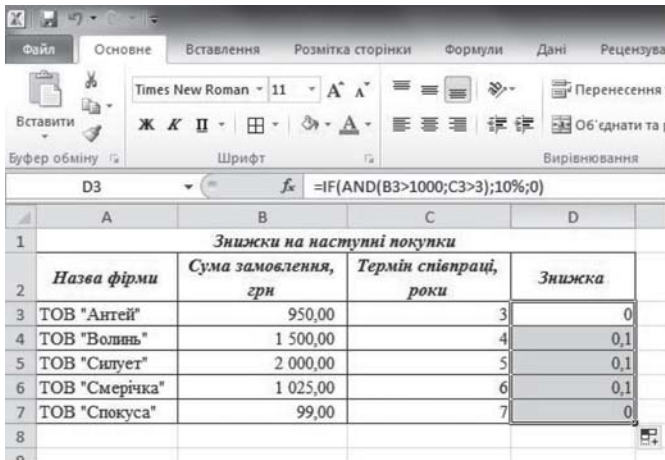 Файл Основне Вставлення Розмітка сторінки Формули Дані Рецензува
Times New Roman 11 A A Перенесення
Вставити Ж К П А Об'єднати та
Буфер обміну Шрифт Вирівнювання
D3 fx =IF(AND(B3>1000;C3>3);10%;0)
A B C D
1 Знижки на наступні покупки
2 Назва фірми Сума замовлення, грн Термін співпраці, роки Знижка
3 ТОВ "Антей" 950,00 3 0
4 ТОВ "Волинь" 1 500,00 4 0,1
5 ТОВ "Силует" 2 000,00 5 0,1
6 ТОВ "Смерічка" 1 025,00 6 0,1
7 ТОВ "Спокуса" 99,00 7 0
8